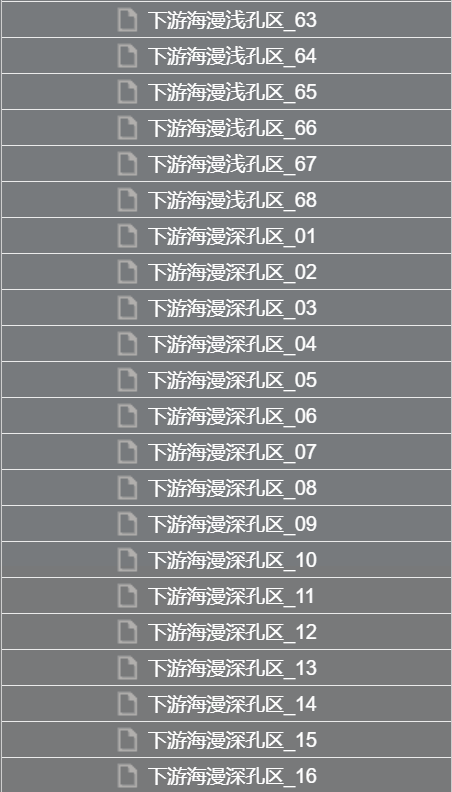 下游海漫浅孔区_63
下游海漫浅孔区_64
下游海漫浅孔区_65
下游海漫浅孔区_66
下游海漫浅孔区_67
下游海漫浅孔区_68
下游海漫深孔区_01
下游海漫深孔区_02
下游海漫深孔区_03
下游海漫深孔区_04
下游海漫深孔区_05
下游海漫深孔区_06
下游海漫深孔区_07
下游海漫深孔区_08
下游海漫深孔区_09
下游海漫深孔区_10
下游海漫深孔区_11
下游海漫深孔区_12
下游海漫深孔区_13
下游海漫深孔区_14
下游海漫深孔区_15
下游海漫深孔区_16